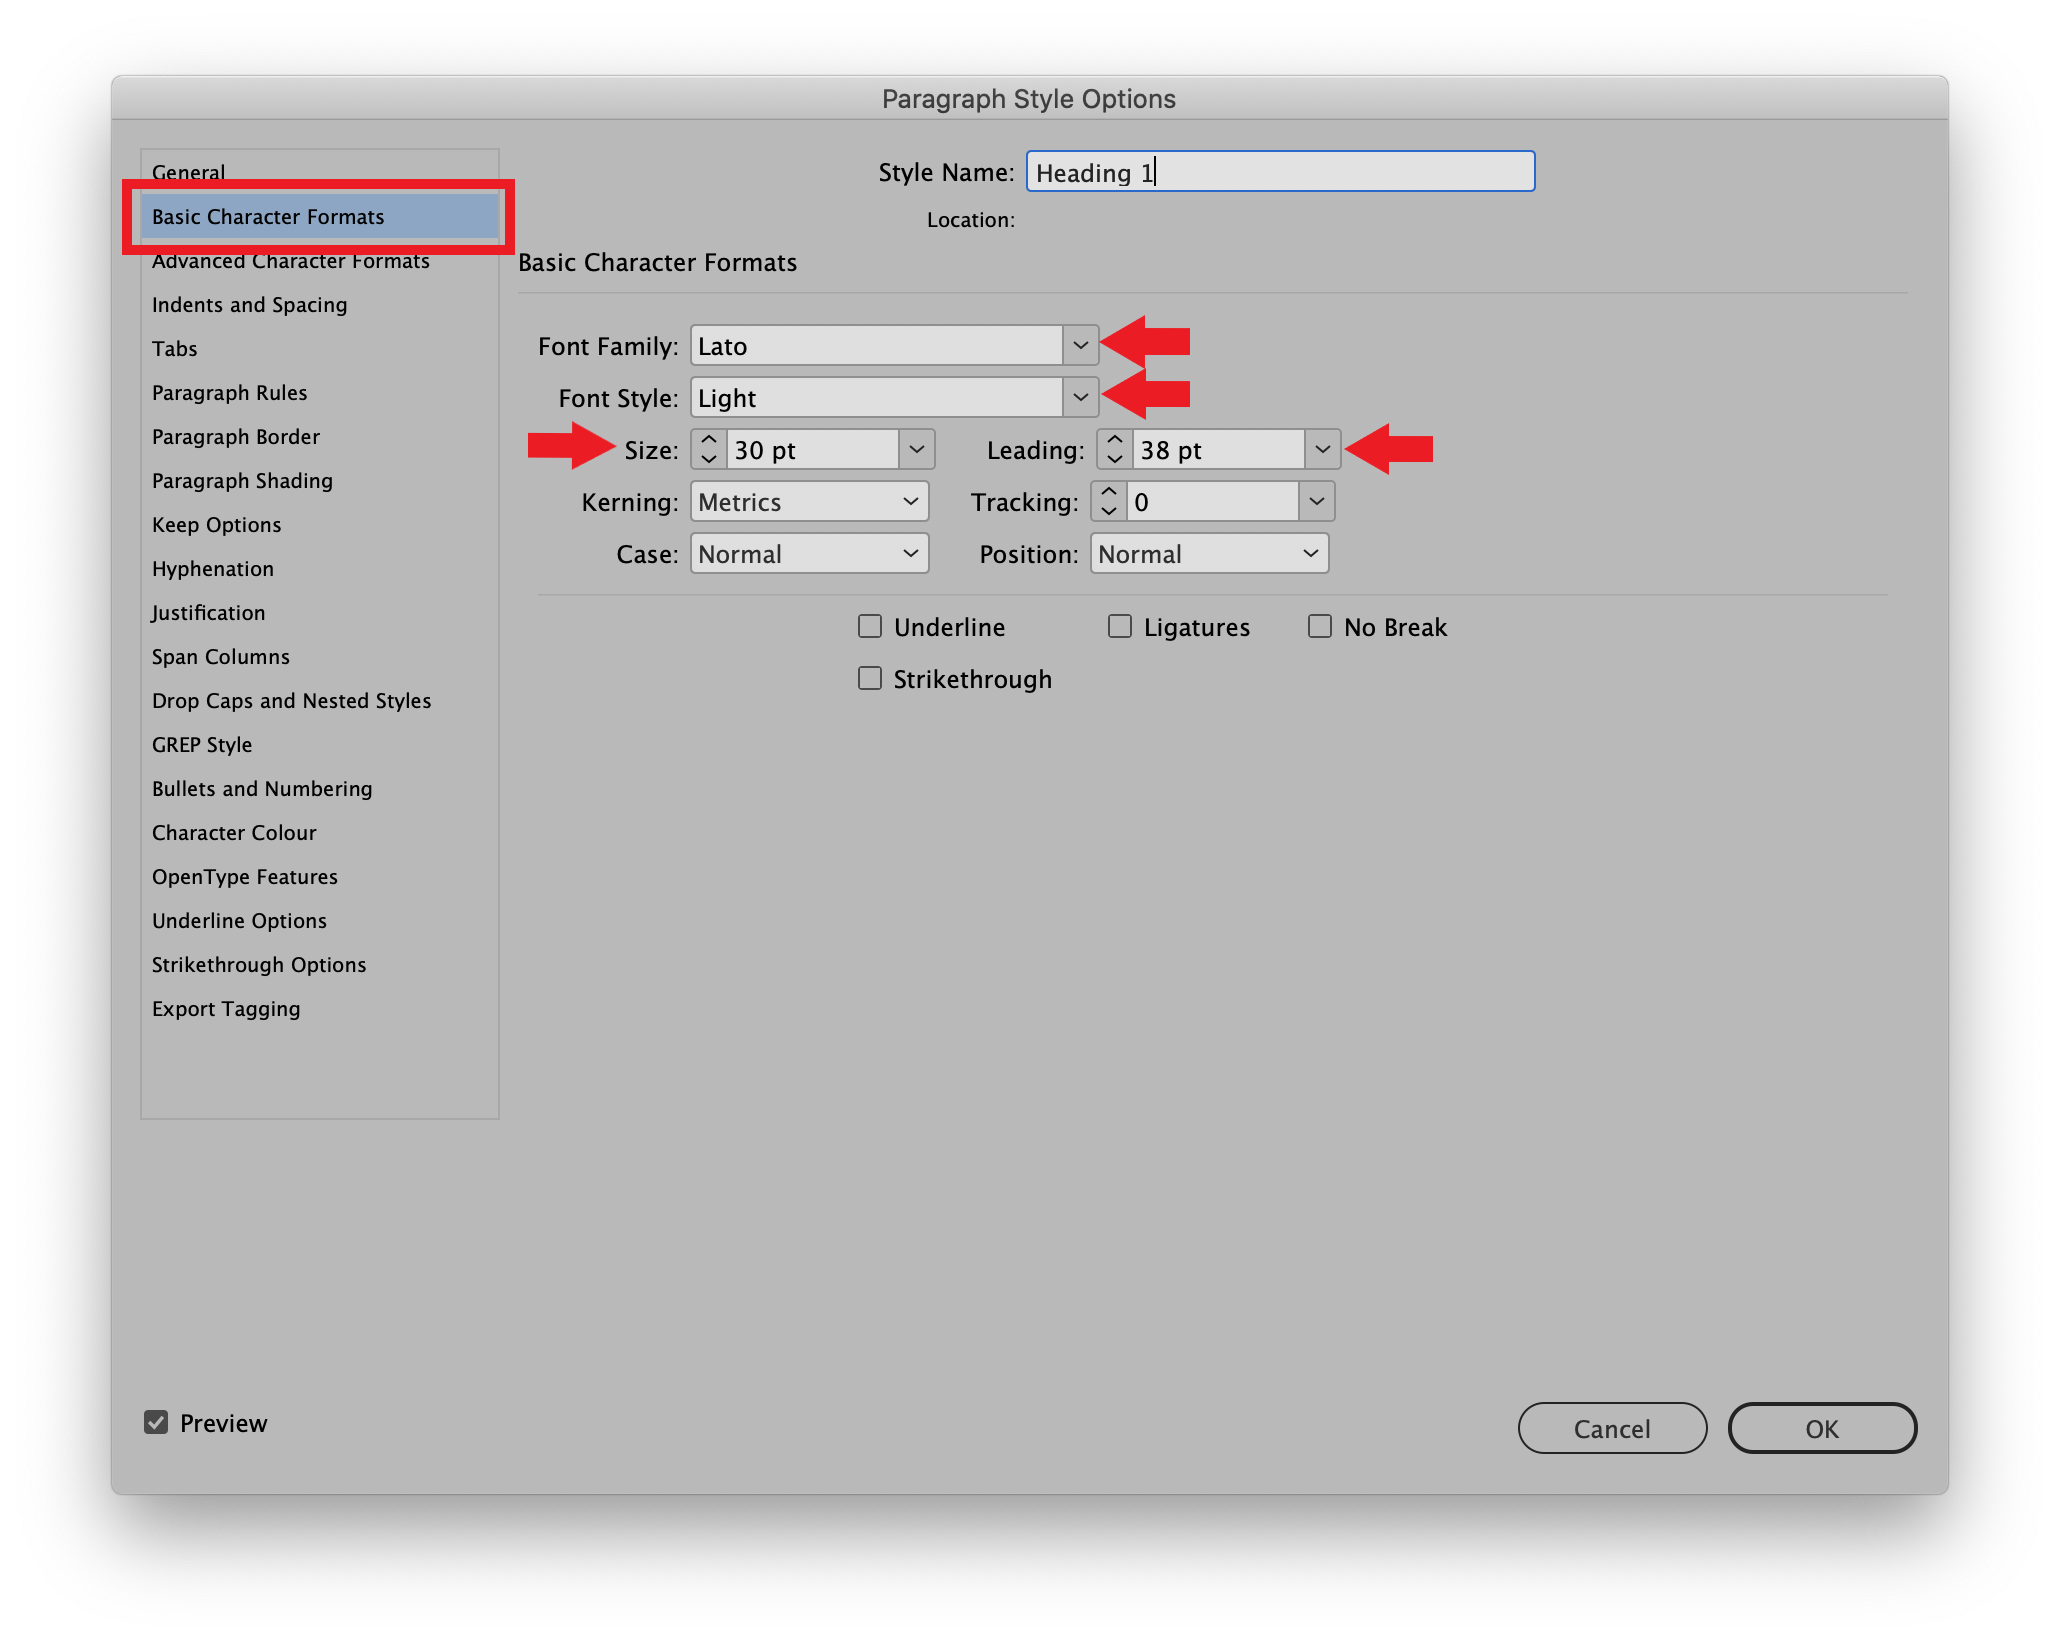 Paragraph Style Options
General
Basic Character Formats
Advanced Character Formats
Indents and Spacing
Tabs
Paragraph Rules
Paragraph Border
Paragraph Shading
Keep Options
Hyphenation
Justification
Span Columns
Drop Caps and Nested Styles
GREP Style
Bullets and Numbering
Character Colour
OpenType Features
Underline Options
Strikethrough Options
Export Tagging
Style Name: Heading 1
Location:
Basic Character Formats
Font Family: Lato
Font Style: Light
Size: 30 pt Leading: 38 pt
Kerning: Metrics Tracking: 0
Case: Normal Position: Normal
Underline Ligatures No Break
Strikethrough
Preview Cancel OK